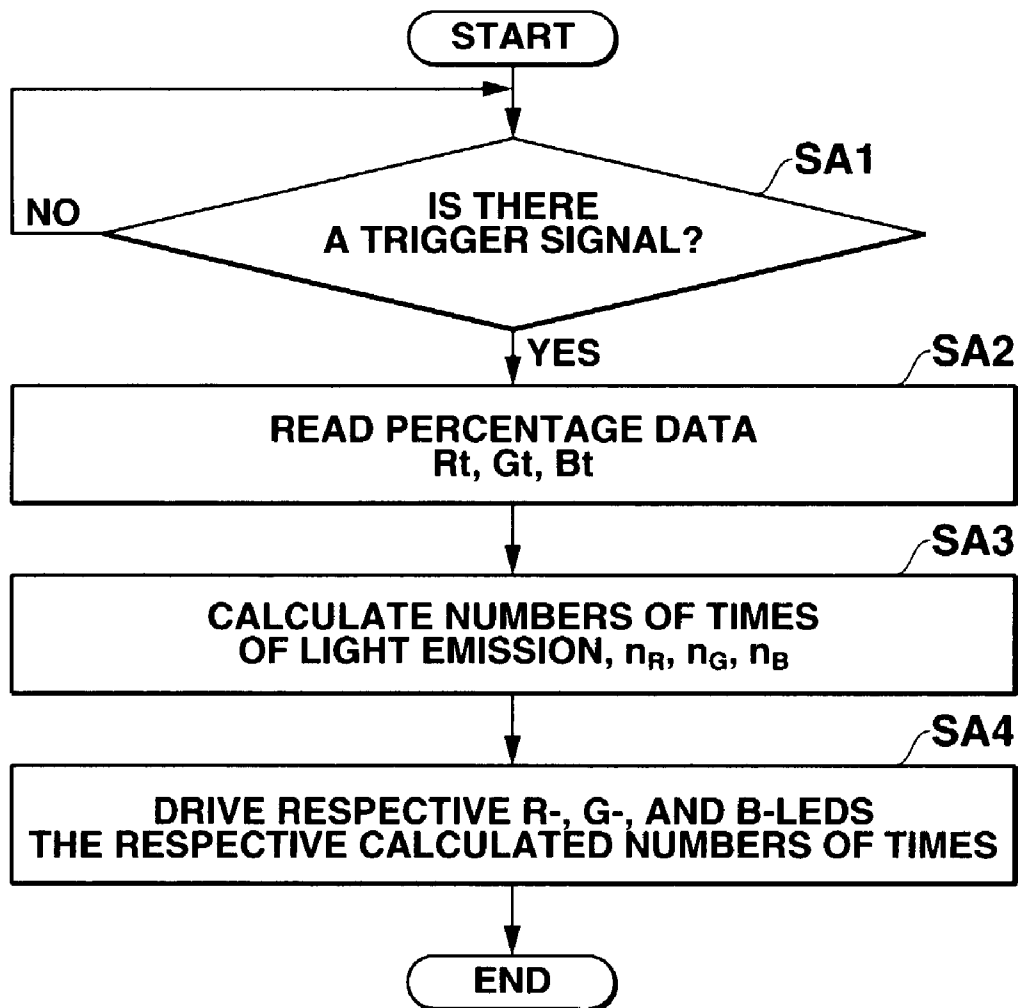 START
SA1
IS THERE
A TRIGGER SIGNAL?
NO
YES
SA2
READ PERCENTAGE DATA
Rt, Gt, Bt
SA3
CALCULATE NUMBERS OF TIMES
OF LIGHT EMISSION, nR, nG, nB
SA4
DRIVE RESPECTIVE R-, G-, AND B-LEDS
THE RESPECTIVE CALCULATED NUMBERS OF TIMES
END